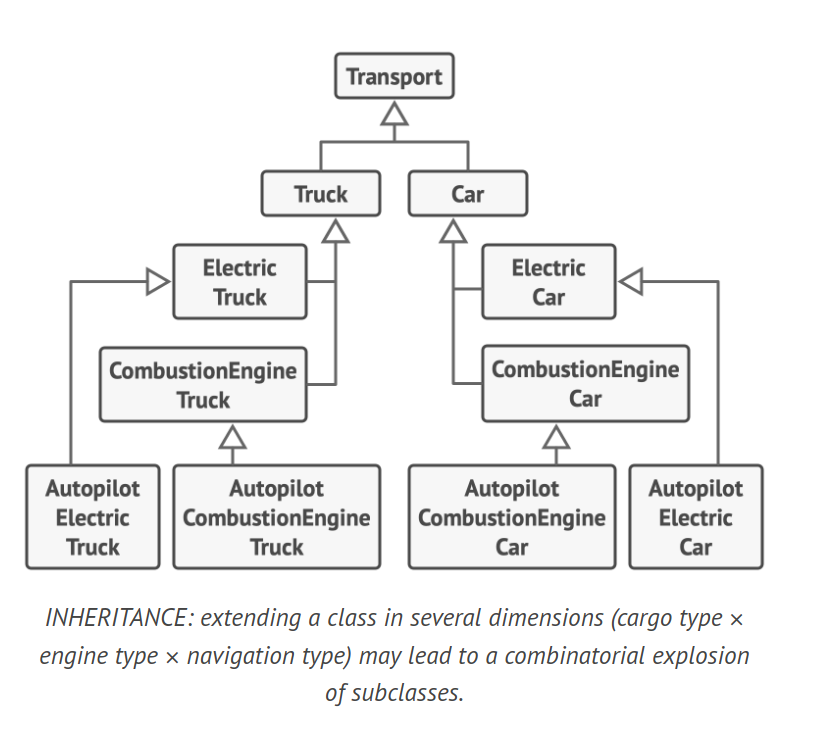 Transport
Truck
Car
Electric
Truck
Electric
Car
CombustionEngine
Truck
CombustionEngine
Car
Autopilot
Electric
Truck
Autopilot
CombustionEngine
Truck
Autopilot
CombustionEngine
Car
Autopilot
Electric
Car
INHERITANCE: extending a class in several dimensions (cargo type ×
engine type × navigation type) may lead to a combinatorial explosion
of subclasses.